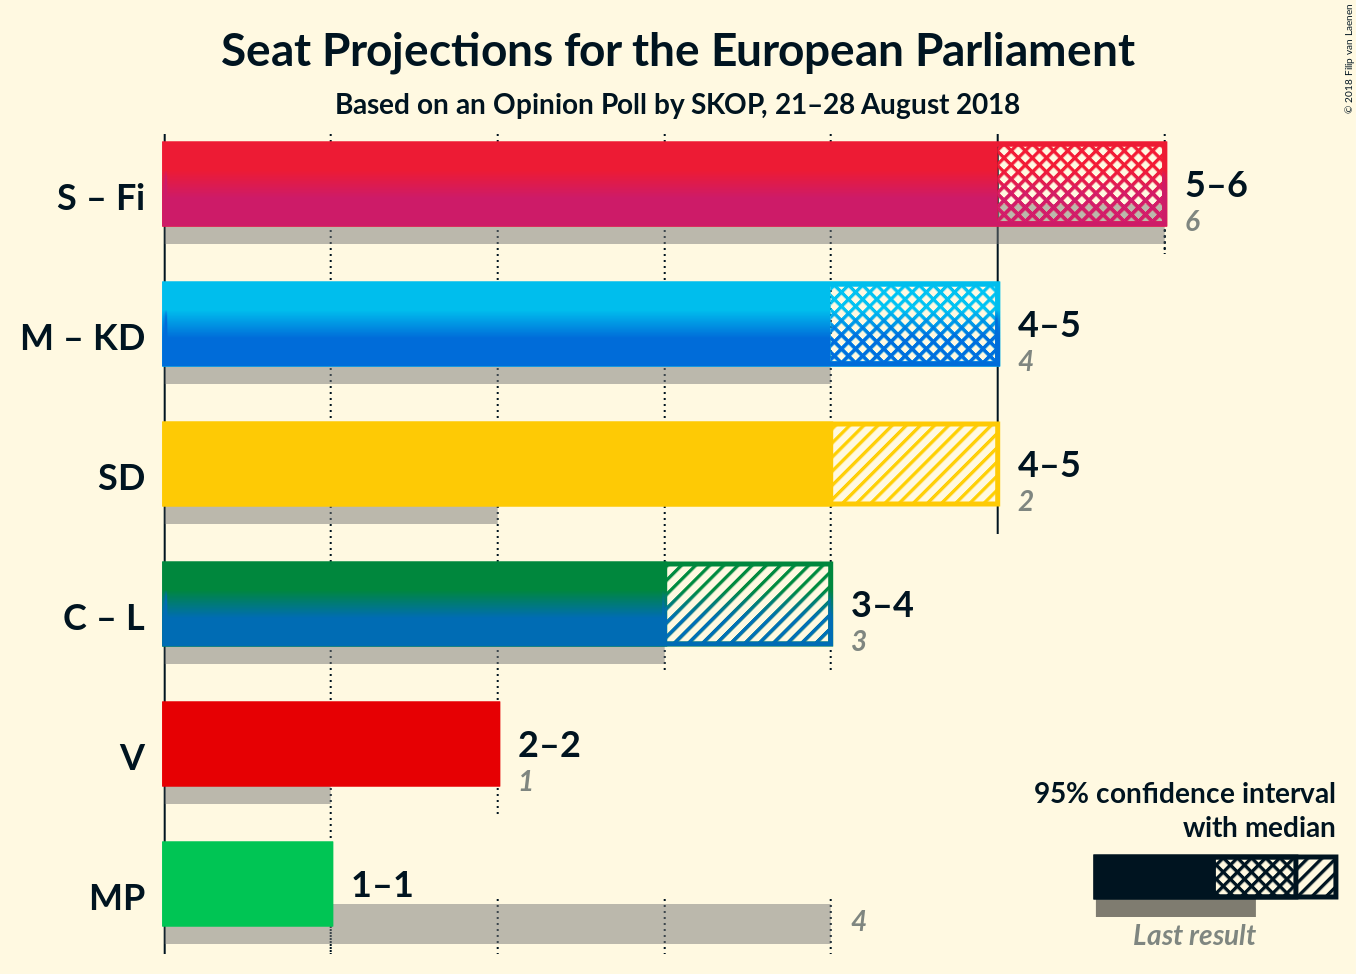 Seat Projections for the European Parliament
Based on an Opinion Poll by SKOP, 21–28 August 2018
© 2018 Filip van Laenen
S – Fi
5–6
6
M – KD
4–5
4
SD
4–5
2
C – L
3–4
3
V
2–2
1
MP
1–1
4
95% confidence interval
with median
Last result